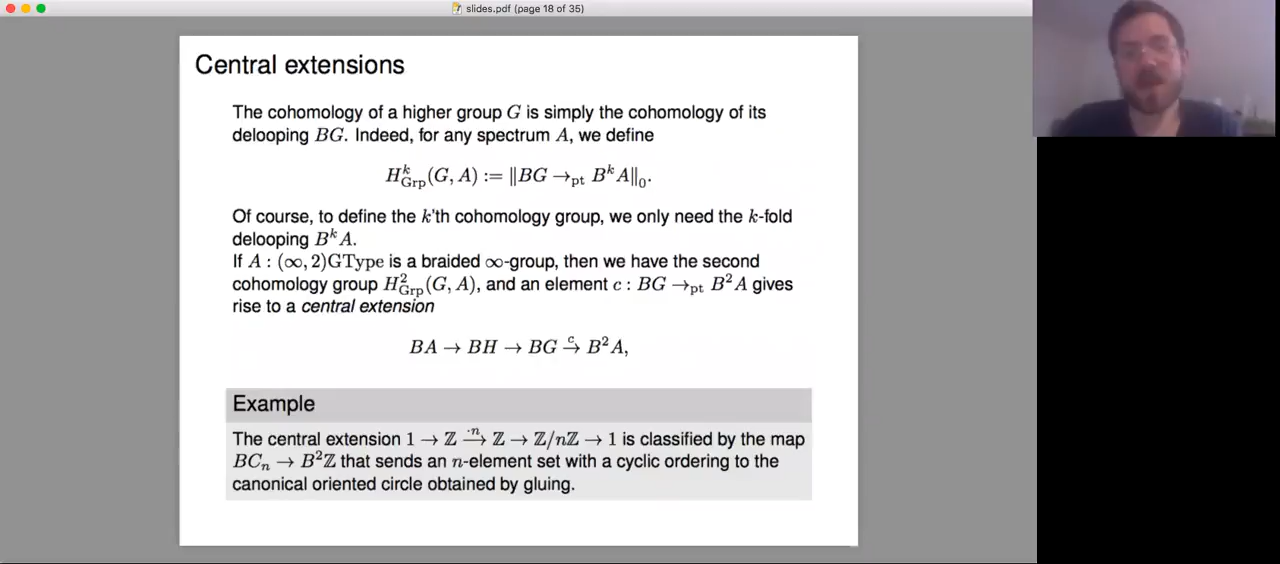 slides.pdf (page 18 of 35)
Central extensions
The cohomology of a higher group G is simply the cohomology of its
delooping BG. Indeed, for any spectrum A, we define
H^k_Grp(G, A) := ‖BG →_pt B^k A‖_0.
Of course, to define the k'th cohomology group, we only need the k-fold
delooping B^k A.
If A : (∞, 2)GType is a braided ∞-group, then we have the second
cohomology group H^2_Grp(G, A), and an element c : BG →_pt B^2 A gives
rise to a central extension
BA → BH → BG →^c B^2 A,
Example
The central extension 1 → ℤ →^{·n} ℤ → ℤ/nℤ → 1 is classified by the map
BC_n → B^2 ℤ that sends an n-element set with a cyclic ordering to the
canonical oriented circle obtained by gluing.